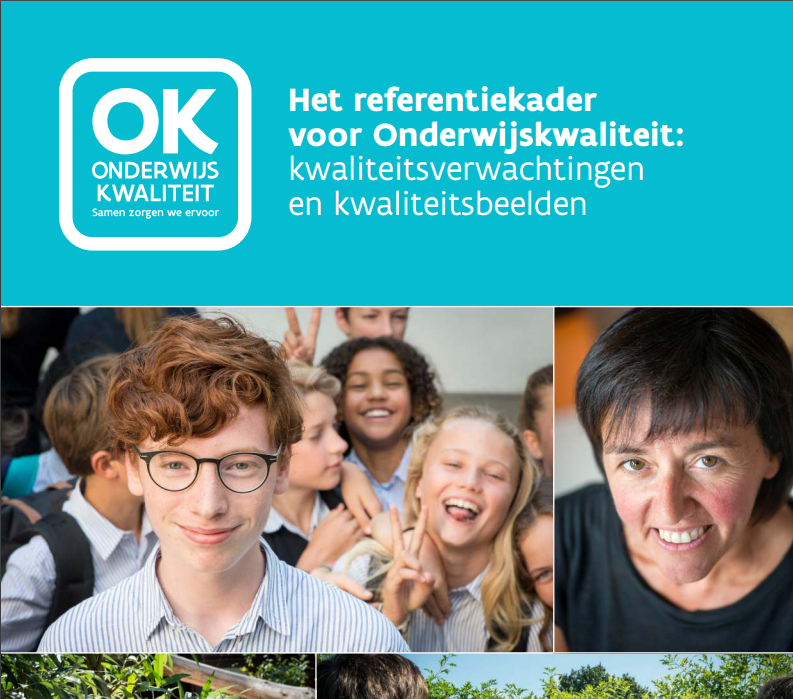 OK
ONDERWIJS
KWALITEIT
Samen zorgen we ervoor
Het referentiekader
voor Onderwijskwaliteit:
kwaliteitsverwachtingen
en kwaliteitsbeelden